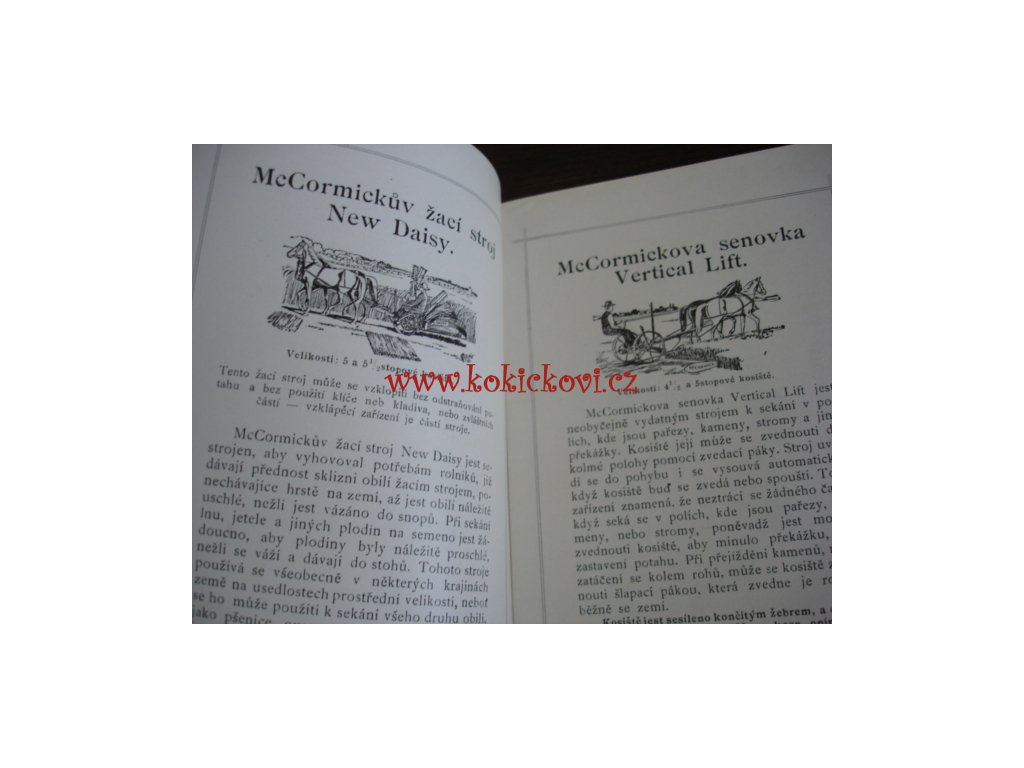 McCormickův žací stroj
New Daisy.
Velikosti: 5 a 5 1/2stopové
Tento žací stroj může se vzklopiti bez odstraňování po-
tahu a bez použití klíče neb kladiva, nebo zvláštních
částí — vzklápěcí zařízení je částí stroje.
McCormickův žací stroj New Daisy jest se-
strojen, aby vyhovoval potřebám rolníků, již
dávají přednost sklizni obilí žacím strojem, po-
nechávajíce hrstě na zemi, až jest obilí náležitě
uschlé, nežli jest vázáno do snopů. Při sekání
lnu, jetele a jiných plodin na semeno jest žá-
doucno, aby plodiny byly náležitě proschlé,
nežli se váží a dávají do stohů. Tohoto stroje
používá se všeobecně v některých krajinách
země na usedlostech prostřední velikosti, neboť
se ho může použíti k sekání všeho druhu obilí,
jako pšenice,
McCormickova senovka
Vertical Lift.
Velikosti: 4 1/2 a 5stopové kosiště.
McCormickova senovka Vertical Lift jest
neobyčejně vydatným strojem k sekání v po-
lích, kde jsou pařezy, kameny, stromy a jin
překážky. Kosiště její může se zvednouti d
kolmé polohy pomocí zvedací páky. Stroj uv
dí se do pohybu i se vysouvá automatick
když kosiště buď se zvedá nebo spouští. T
zařízení znamená, že neztrácí se žádného ča
když seká se v polích, kde jsou pařezy,
meny, nebo stromy, poněvadž jest mo
zvednouti kosiště, aby minulo překážku,
zastavení potahu. Při přejíždění kamenů, n
zatáčení se kolem rohů, může se kosiště z
nouti šlapací pákou, která zvedne je ro
běžně se zemí.
Kosiště jest sesíleno končitým žebrem, a
www.kokickovi.cz